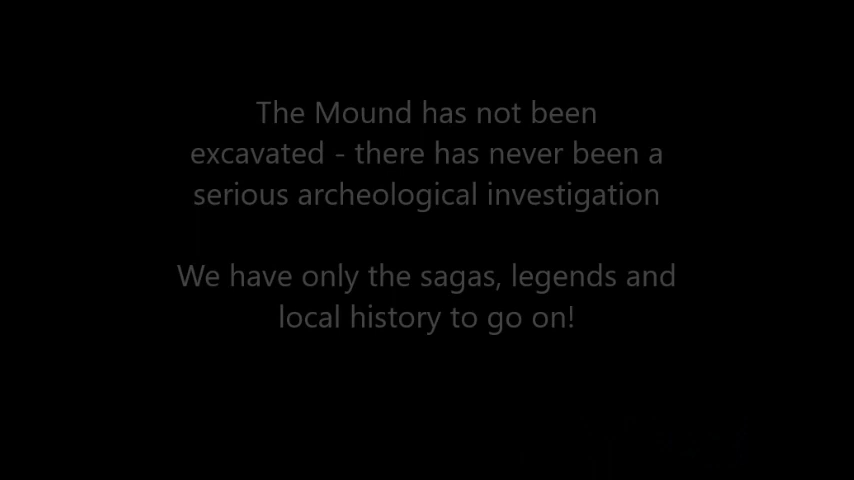 The Mound has not been
excavated - there has never been a
serious archeological investigation
We have only the sagas, legends and
local history to go on!